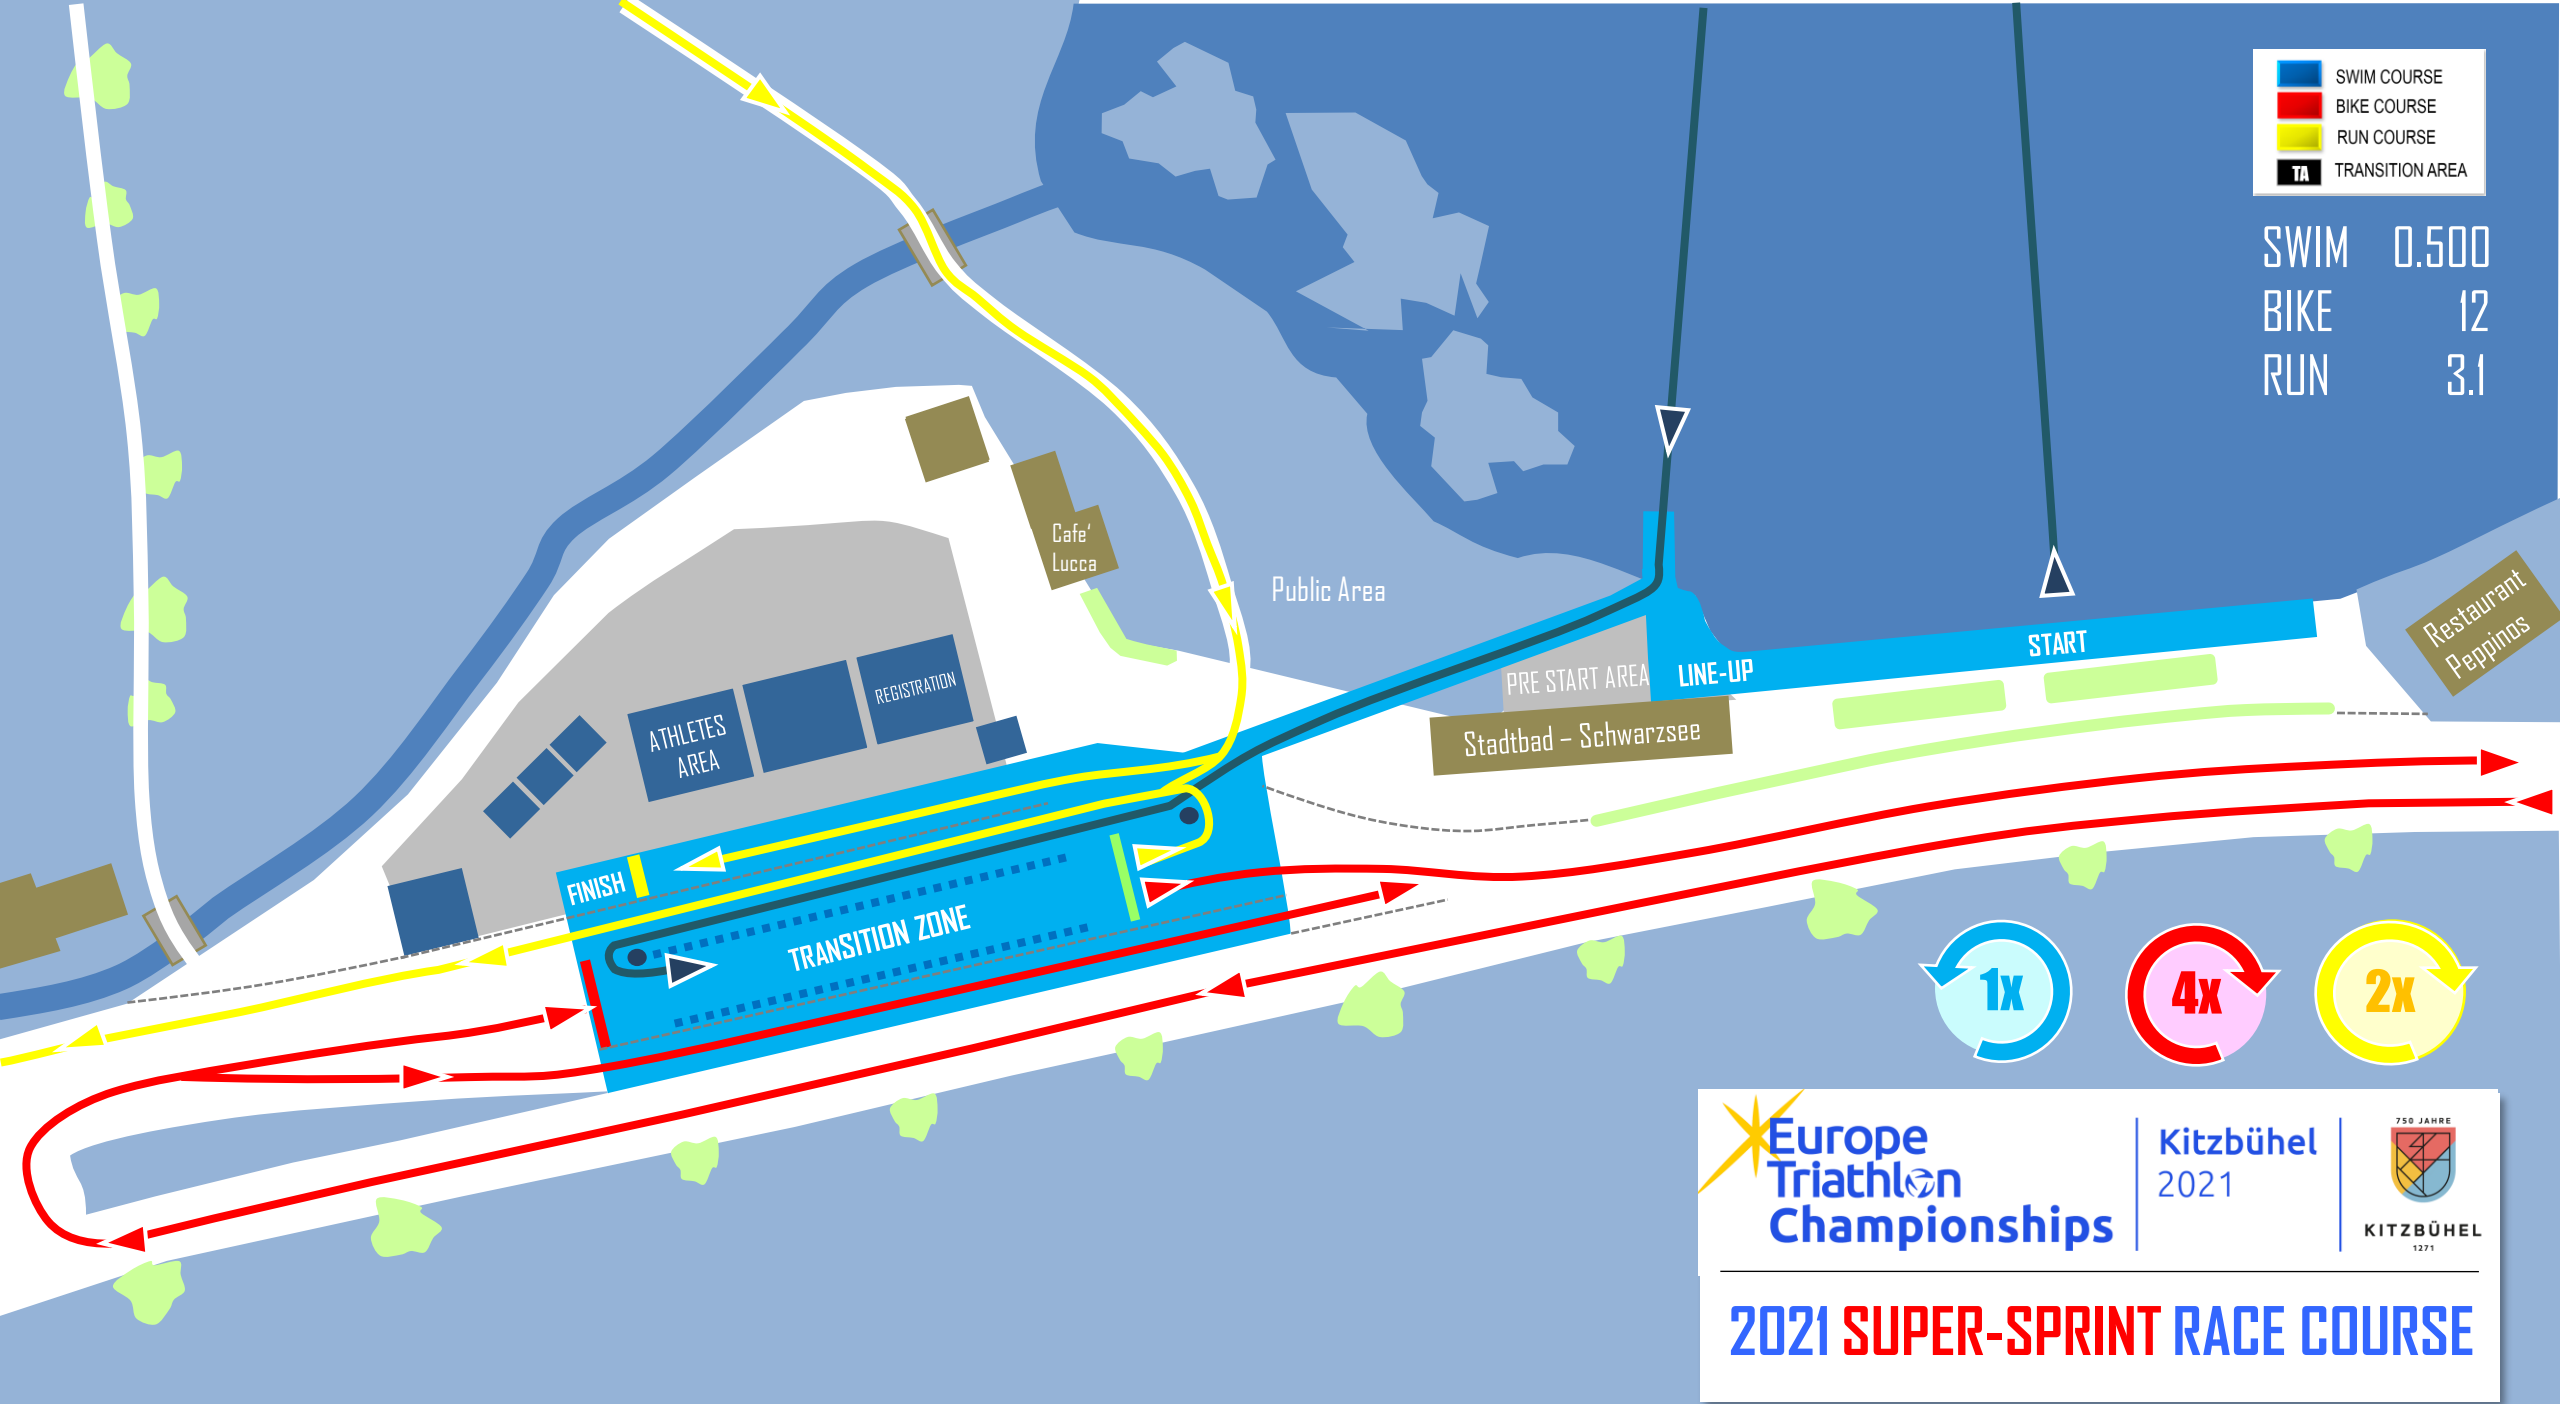 SWIM COURSE
BIKE COURSE
RUN COURSE
TA TRANSITION AREA
SWIM 0.500
BIKE 12
RUN 3.1
Cafe'
Lucca
Public Area
Restaurant
Peppinos
START
LINE-UP
PRE START AREA
Stadtbad – Schwarzsee
REGISTRATION
ATHLETES
AREA
FINISH
TRANSITION ZONE
1x
4x
2x
Europe
Triathlon
Championships
Kitzbühel
2021
750 JAHRE
KITZBÜHEL
1271
2021 SUPER-SPRINT RACE COURSE